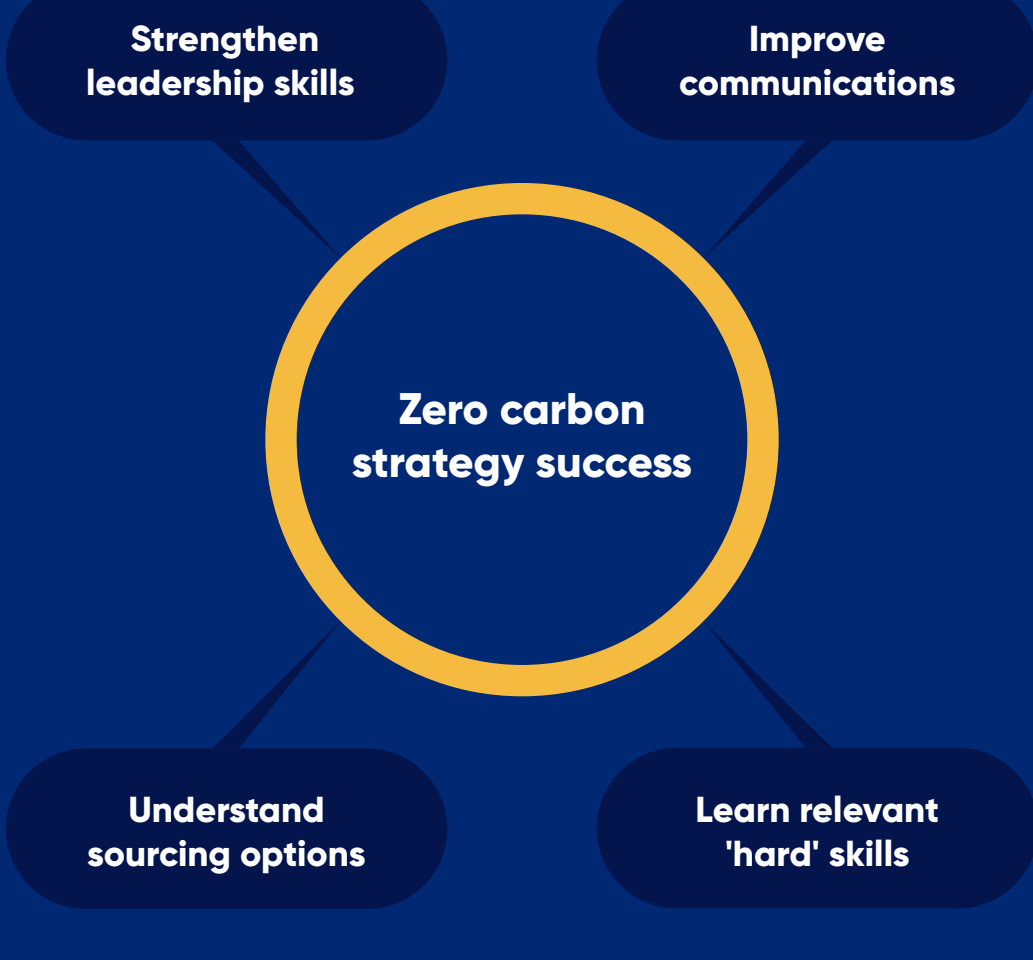 Strengthen
leadership skills
Improve
communications
Zero carbon
strategy success
Understand
sourcing options
Learn relevant
'hard' skills